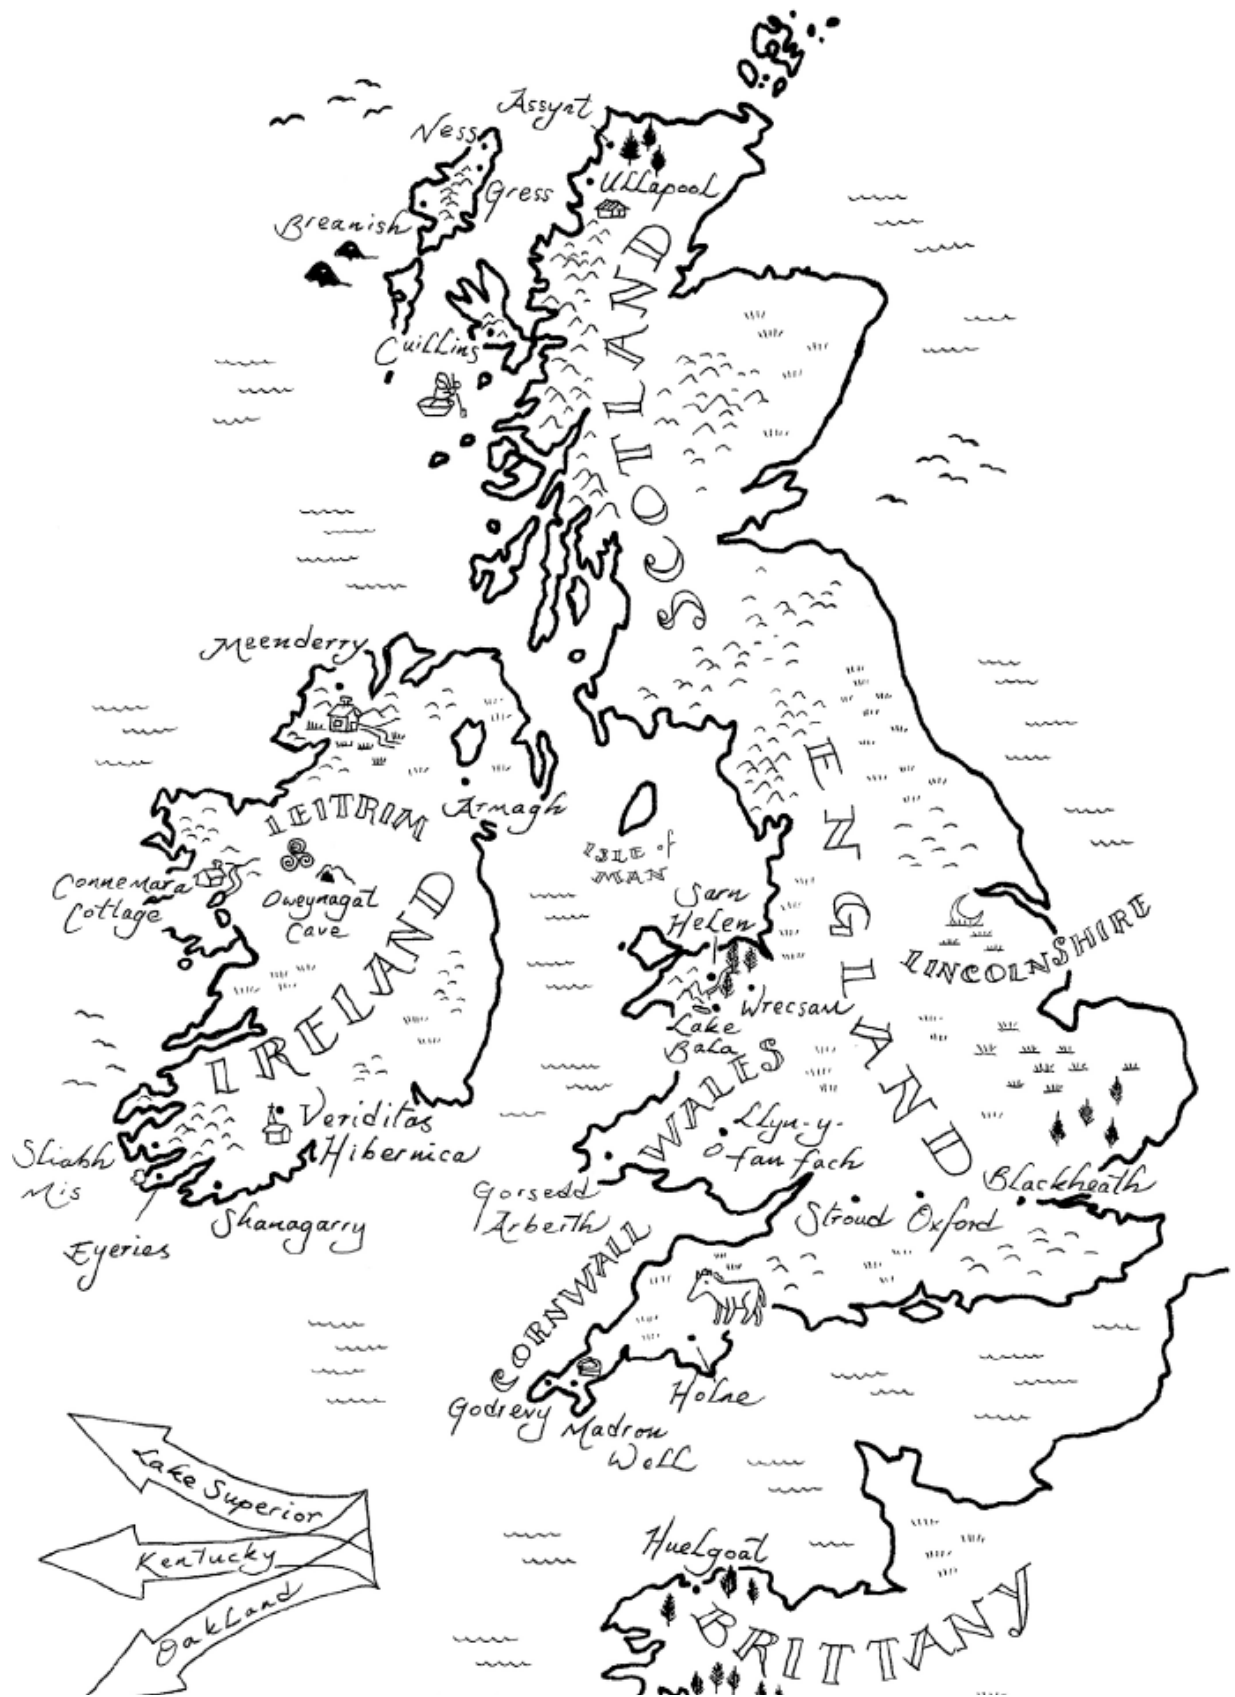 Assynt
Ness
Gress
Ullapool
Breanish
Cuillins
SCOTLAND
Meenderry
Armagh
LEITRIM
Connemara
Cottage
Oweynagat
Cave
IRELAND
ISLE of
MAN
ENGLAND
Sarn
Helen
LINCOLNSHIRE
Wrecsam
Lake
Bala
WALES
Veriditas
Hibernica
Llyn-y-
fan fach
Sliabh
Mis
Gorsedd
Arberth
Blackheath
Shanagarry
Stroud
Oxford
Eyeries
CORNWALL
Godrevy
Madron
Well
Holne
Lake Superior
Kentucky
Oakland
Huelgoat
BRITTANY